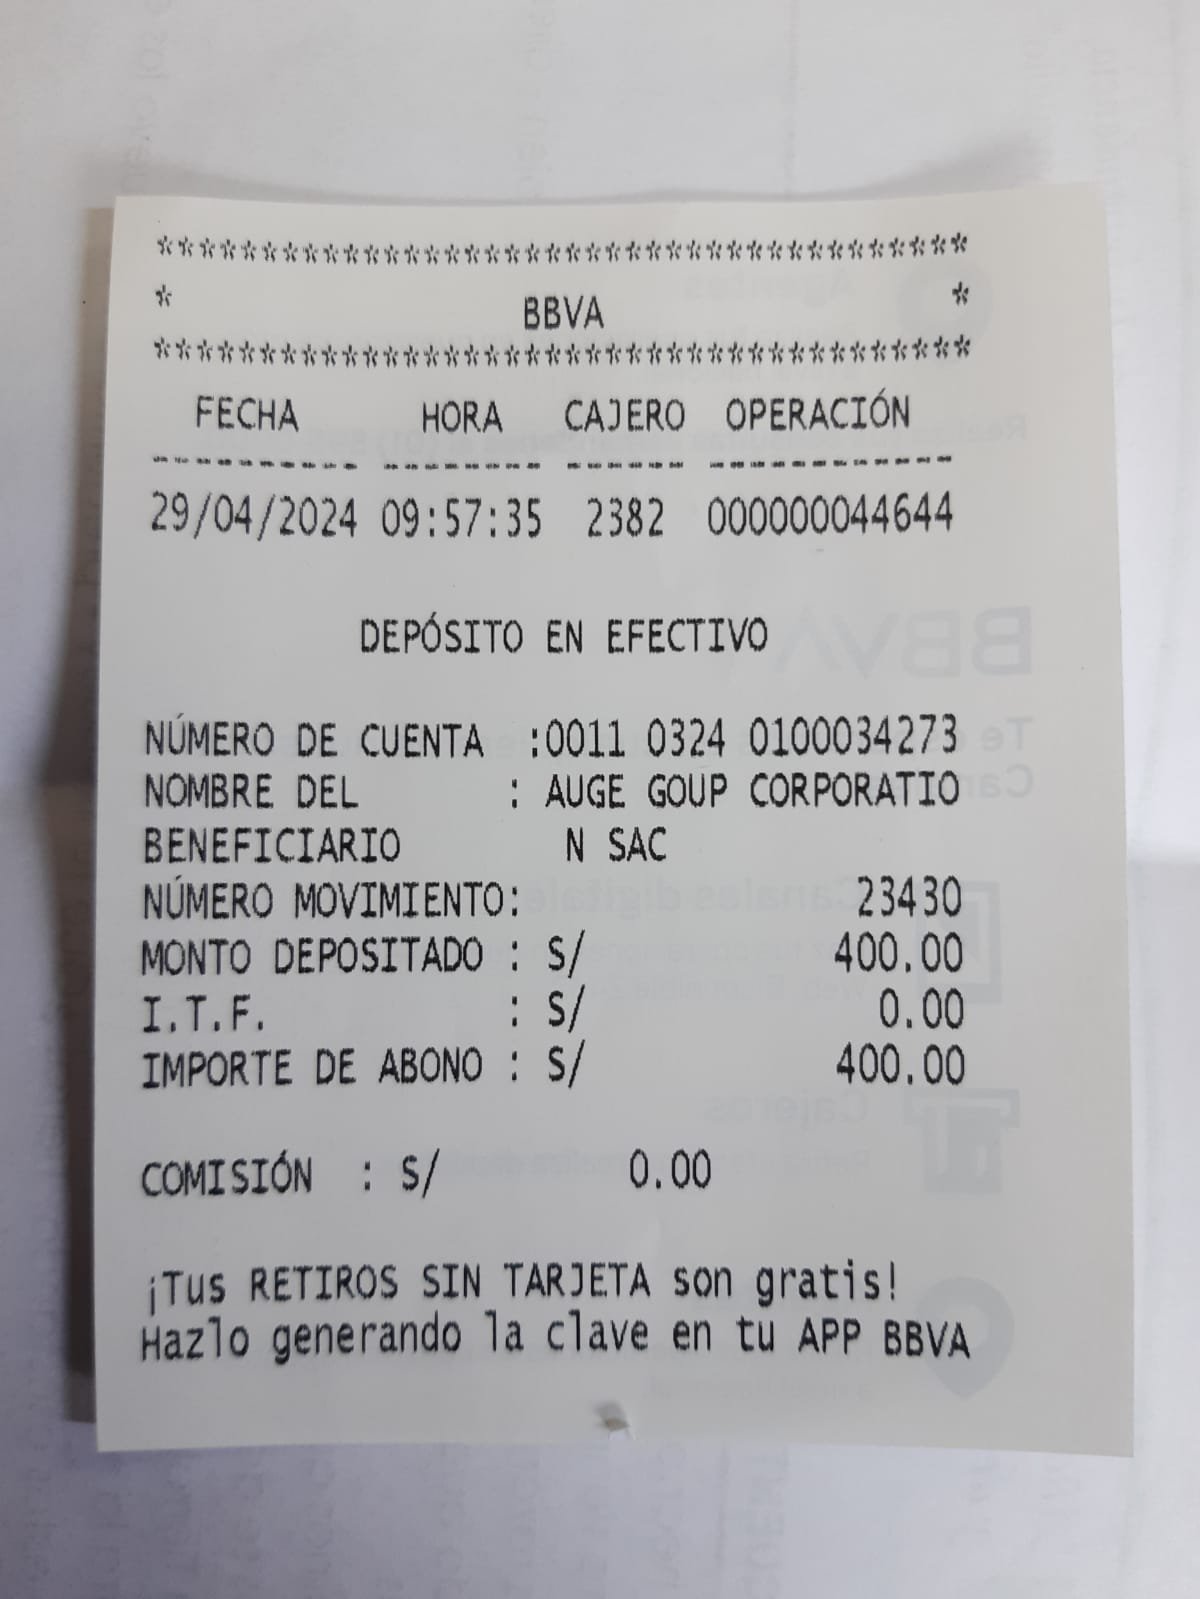 ****************************************
* BBVA *
****************************************
FECHA HORA CAJERO OPERACIÓN
---------- -------- ------ ------------
29/04/2024 09:57:35 2382 000000044644
DEPÓSITO EN EFECTIVO
NÚMERO DE CUENTA :0011 0324 0100034273
NOMBRE DEL : AUGE GOUP CORPORATIO
BENEFICIARIO N SAC
NÚMERO MOVIMIENTO: 23430
MONTO DEPOSITADO : S/ 400.00
I.T.F. : S/ 0.00
IMPORTE DE ABONO : S/ 400.00
COMISIÓN : S/ 0.00
¡Tus RETIROS SIN TARJETA son gratis!
Hazlo generando la clave en tu APP BBVA